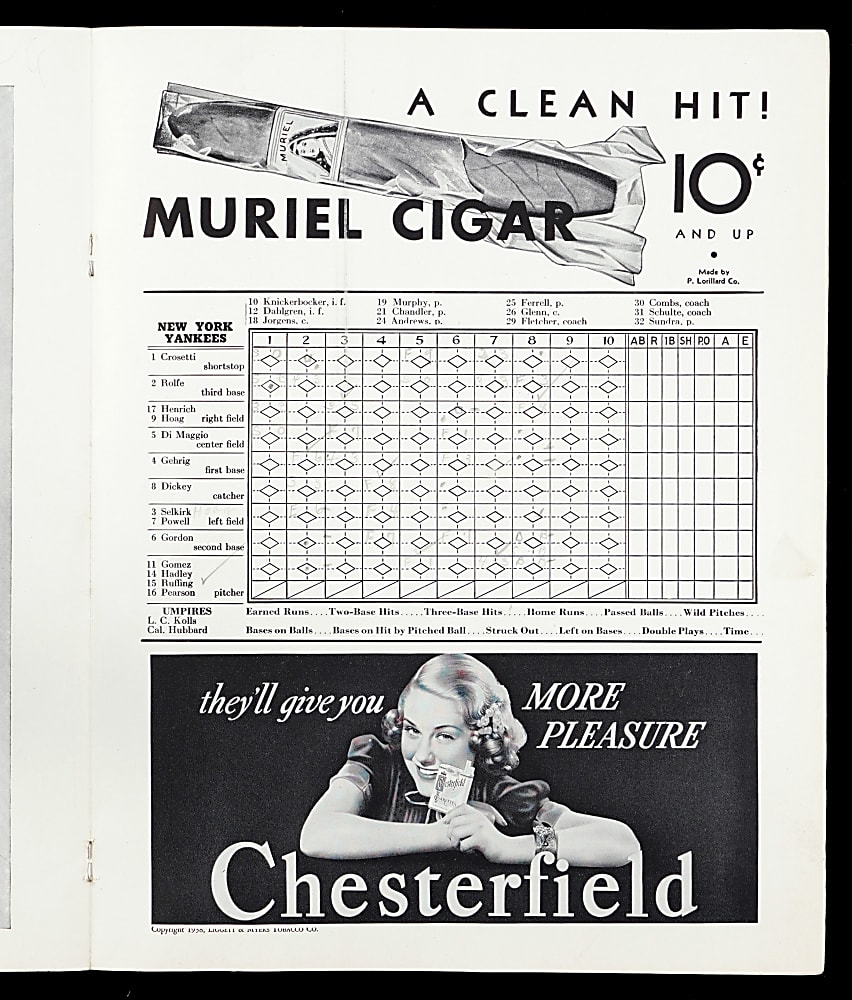 A CLEAN HIT!
MURIEL
10¢
MURIEL CIGAR
AND UP
Made by
P. Lorillard Co.
10 Knickerbocker, i. f. 19 Murphy, p. 25 Ferrell, p. 30 Combs, coach
12 Dahlgren, i. f. 21 Chandler, p. 26 Glenn, c. 31 Schulte, coach
18 Jorgens, c. 24 Andrews, p. 29 Fletcher, coach 32 Sundra, p.
NEW YORK
YANKEES
1 2 3 4 5 6 7 8 9 10 AB R 1B SH P.O A E
1 Crosetti
shortstop
2 Rolfe
third base
17 Henrich
9 Hoag right field
5 Di Maggio
center field
4 Gehrig
first base
8 Dickey
catcher
3 Selkirk
7 Powell left field
6 Gordon
second base
11 Gomez
14 Hadley
15 Ruffing
16 Pearson pitcher
UMPIRES
L. C. Kolls
Cal. Hubbard
Earned Runs....Two-Base Hits.....Three-Base Hits.....Home Runs....Passed Balls....Wild Pitches....
Bases on Balls....Bases on Hit by Pitched Ball....Struck Out....Left on Bases....Double Plays....Time...
they'll give you MORE
PLEASURE
Chesterfield
CIGARETTES
Chesterfield
Copyright 1938, LIGGETT & MYERS TOBACCO CO.